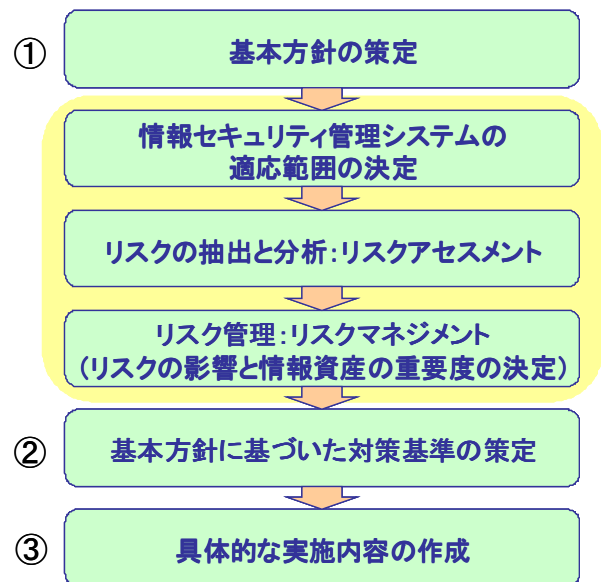 ① 基本方針の策定
情報セキュリティ管理システムの
適応範囲の決定
リスクの抽出と分析:リスクアセスメント
リスク管理:リスクマネジメント
(リスクの影響と情報資産の重要度の決定)
② 基本方針に基づいた対策基準の策定
③ 具体的な実施内容の作成